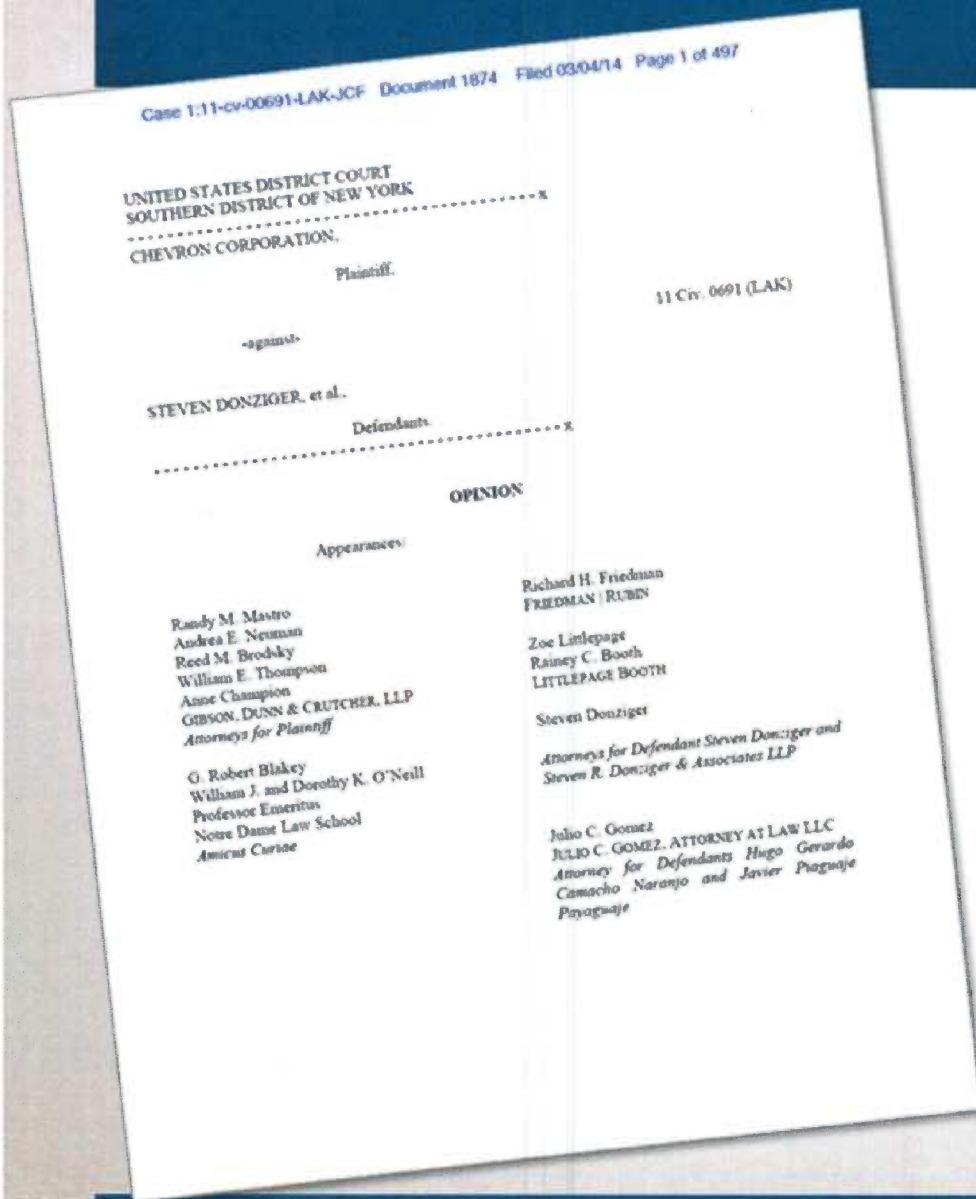 Case 1:11-cv-00691-LAK-JCF Document 1874 Filed 03/04/14 Page 1 of 497
UNITED STATES DISTRICT COURT
SOUTHERN DISTRICT OF NEW YORK
- - - - - - - - - - - - - - - - - - - - - - - - - - - - - - - - - - - - - - x
CHEVRON CORPORATION,
Plaintiff,
11 Civ. 0691 (LAK)
-against-
STEVEN DONZIGER, et al.,
Defendants.
- - - - - - - - - - - - - - - - - - - - - - - - - - - - - - - - - - - - - - x
OPINION
Appearances:
Randy M. Mastro
Andrea E. Neuman
Reed M. Brodsky
William E. Thompson
Anne Champion
GIBSON, DUNN & CRUTCHER, LLP
Attorneys for Plaintiff
G. Robert Blakey
William J. and Dorothy K. O'Neill
Professor Emeritus
Notre Dame Law School
Amicus Curiae
Richard H. Friedman
FRIEDMAN | RUBIN
Zoe Littlepage
Rainey C. Booth
LITTLEPAGE BOOTH
Steven Donziger
Attorneys for Defendant Steven Donziger and
Steven R. Donziger & Associates LLP
Julio C. Gomez
JULIO C. GOMEZ, ATTORNEY AT LAW LLC
Attorney for Defendants Hugo Gerardo
Camacho Naranjo and Javier Piaguaje
Payaguaje